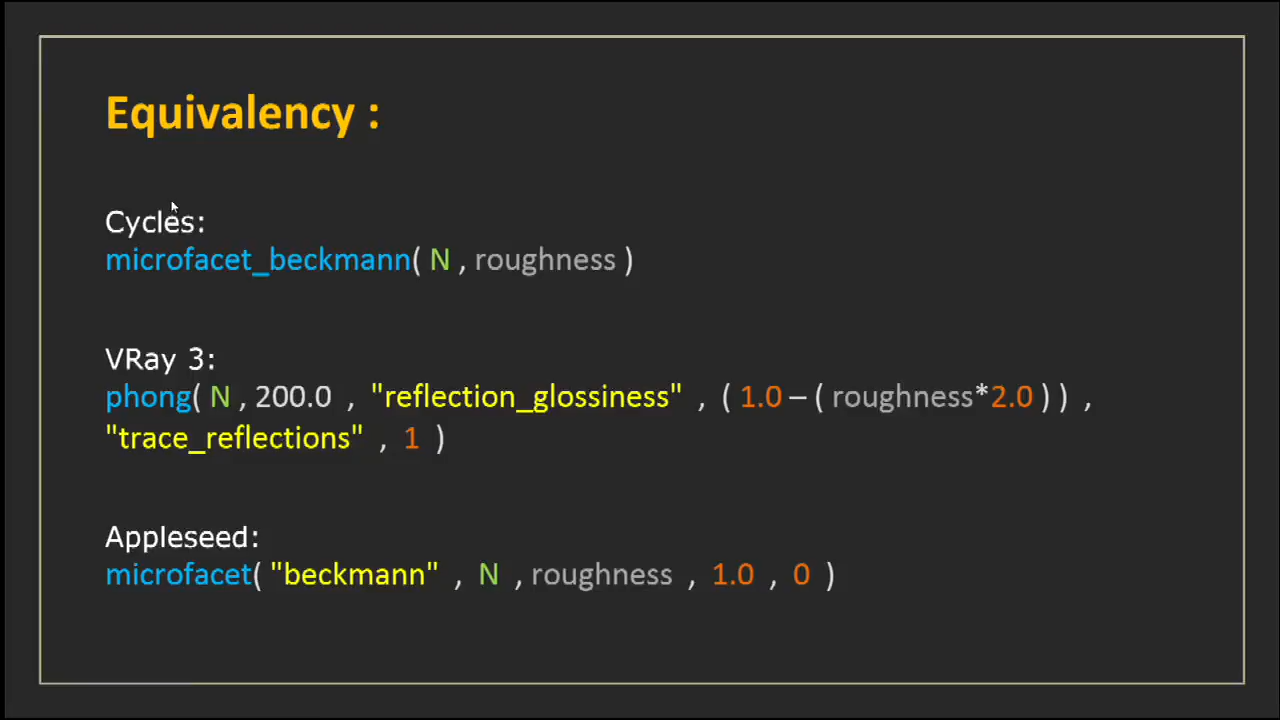 Equivalency :
Cycles:
microfacet_beckmann( N , roughness )
VRay 3:
phong( N , 200.0 , "reflection_glossiness" , ( 1.0 – ( roughness*2.0 ) ) ,
"trace_reflections" , 1 )
Appleseed:
microfacet( "beckmann" , N , roughness , 1.0 , 0 )